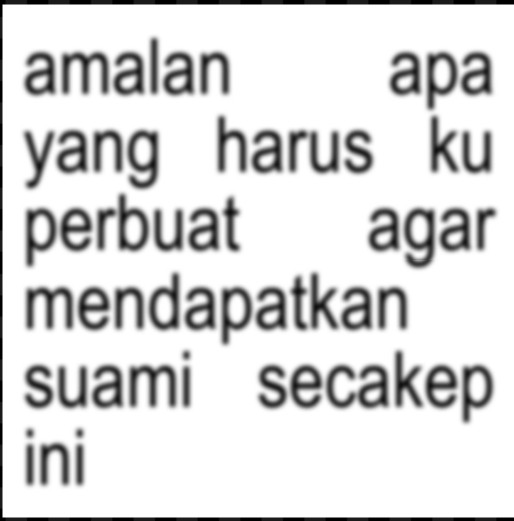 amalan apa
yang harus ku
perbuat agar
mendapatkan
suami secakep
ini